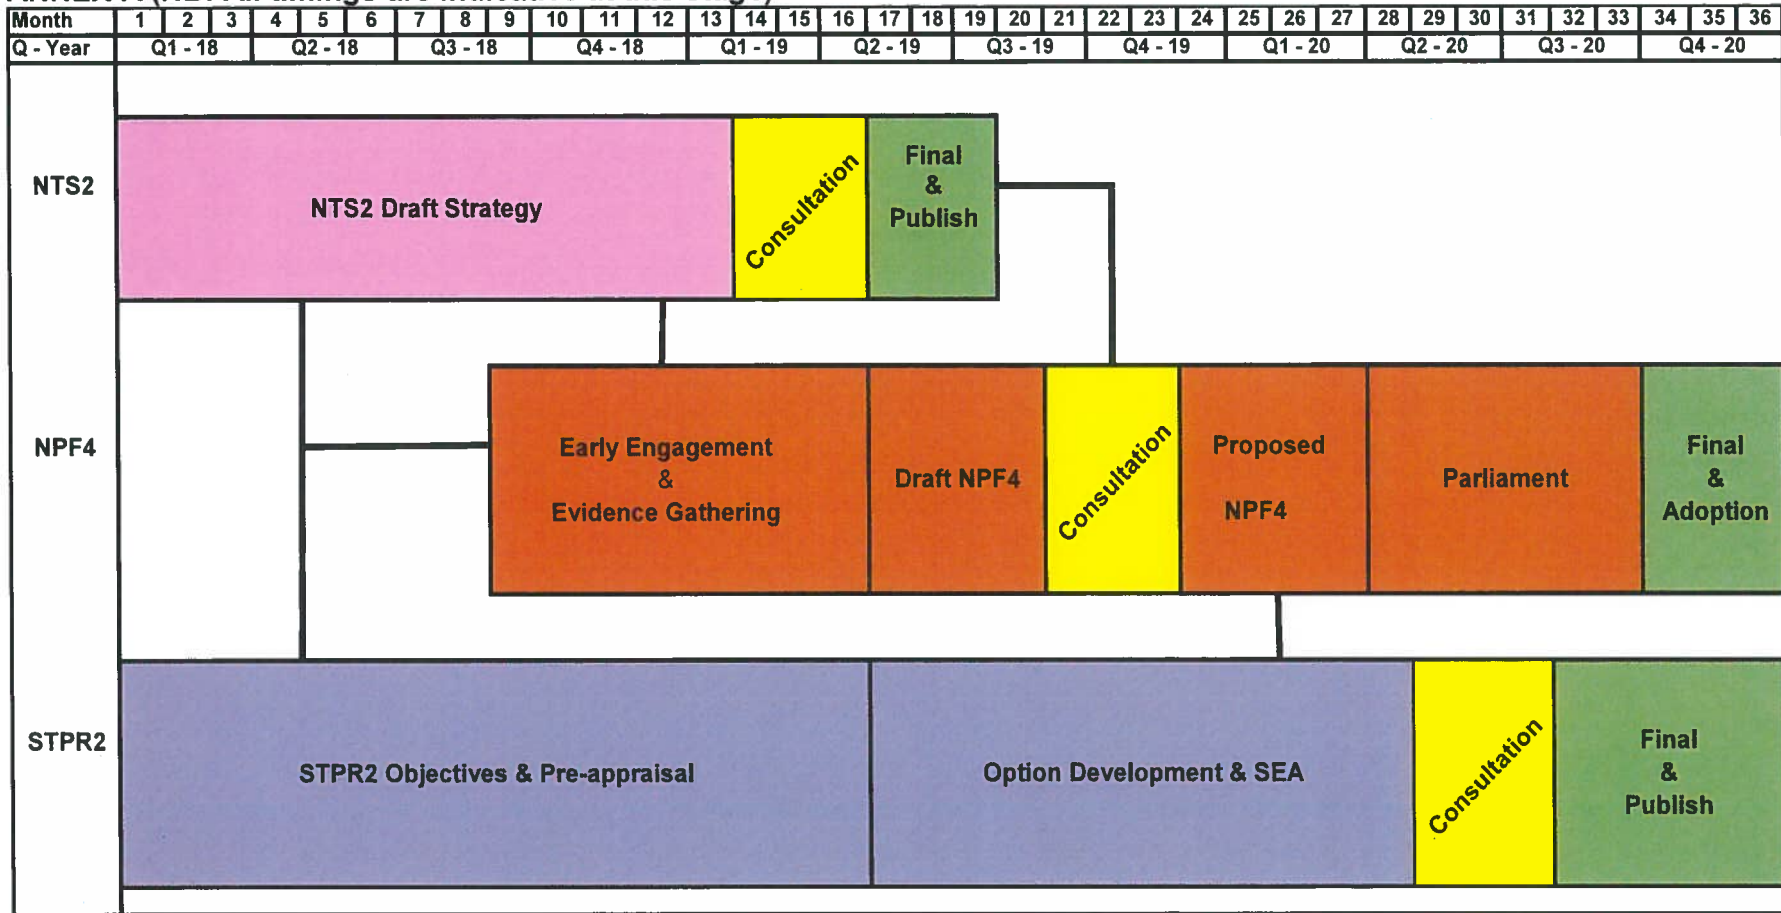 Month 1 2 3 4 5 6 7 8 9 10 11 12 13 14 15 16 17 18 19 20 21 22 23 24 25 26 27 28 29 30 31 32 33 34 35 36
Q - Year Q1 - 18 Q2 - 18 Q3 - 18 Q4 - 18 Q1 - 19 Q2 - 19 Q3 - 19 Q4 - 19 Q1 - 20 Q2 - 20 Q3 - 20 Q4 - 20
NTS2
NTS2 Draft Strategy
Consultation
Final
&
Publish
NPF4
Early Engagement
&
Evidence Gathering
Draft NPF4
Consultation
Proposed
NPF4
Parliament
Final
&
Adoption
STPR2
STPR2 Objectives & Pre-appraisal
Option Development & SEA
Consultation
Final
&
Publish